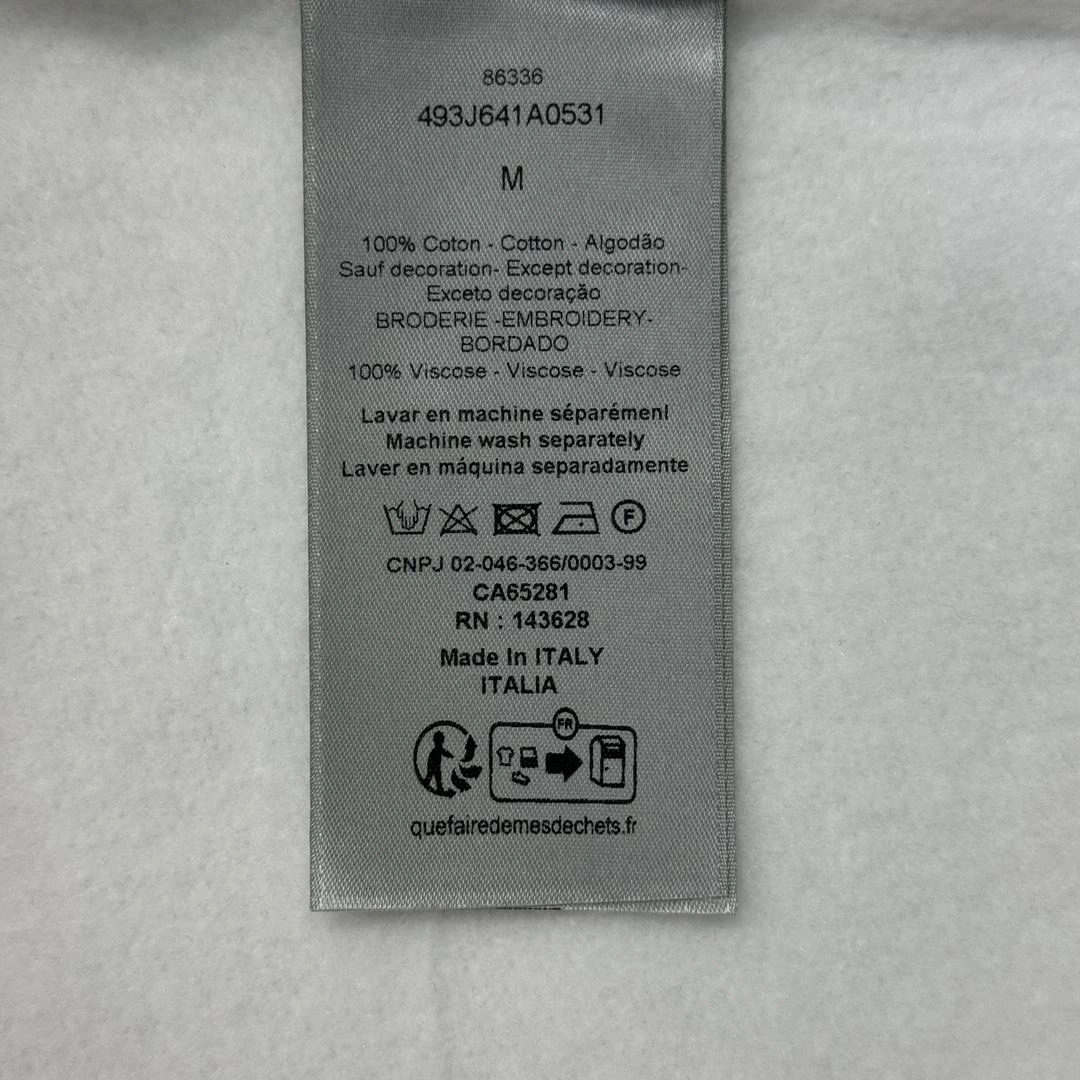 86336
493J641A0531
M
100% Coton - Cotton - Algodão
Sauf decoration- Except decoration-
Exceto decoração
BRODERIE -EMBROIDERY-
BORDADO
100% Viscose - Viscose - Viscose
Lavar en machine séparémenl
Machine wash separately
Laver en máquina separadamente
F
CNPJ 02-046-366/0003-99
CA65281
RN : 143628
Made In ITALY
ITALIA
FR
quefairedemesdechets.fr